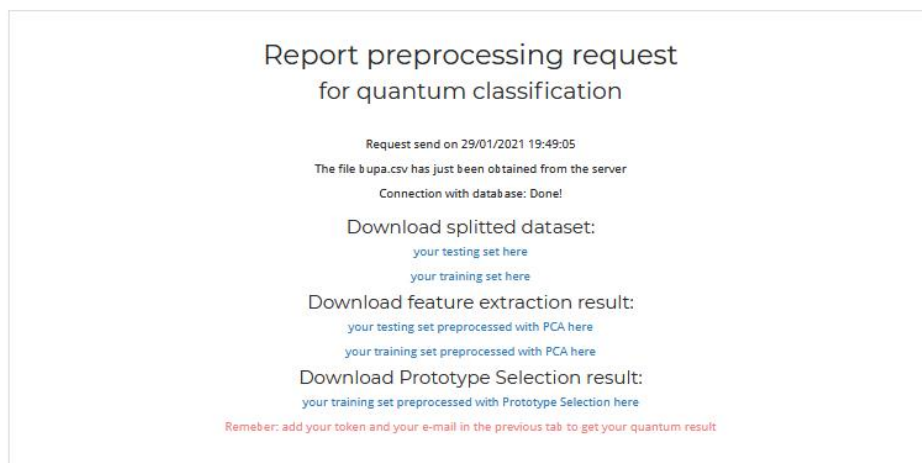 Report preprocessing request
for quantum classification
Request send on 29/01/2021 19:49:05
The file bupa.csv has just been obtained from the server
Connection with database: Done!
Download splitted dataset:
your testing set here
your training set here
Download feature extraction result:
your testing set preprocessed with PCA here
your training set preprocessed with PCA here
Download Prototype Selection result:
your training set preprocessed with Prototype Selection here
Remeber: add your token and your e-mail in the previous tab to get your quantum result